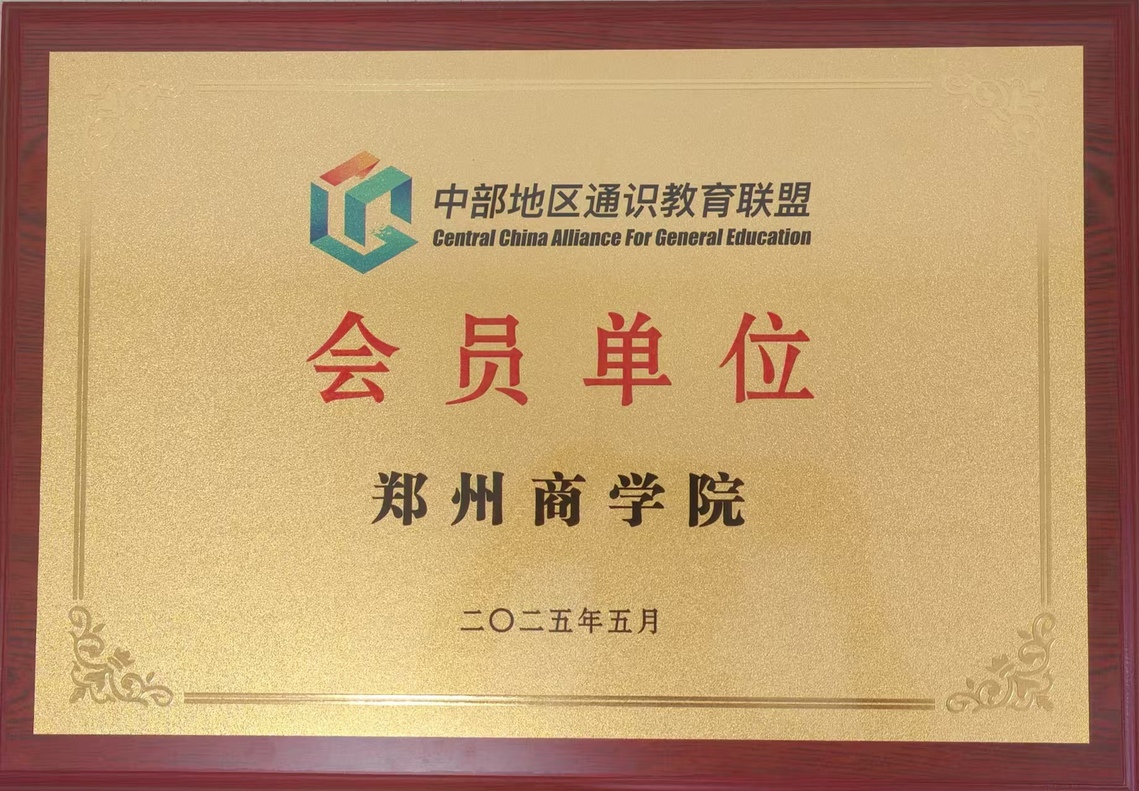 中部地区通识教育联盟
Central China Alliance For General Education
会员单位
郑州商学院
二〇二五年五月